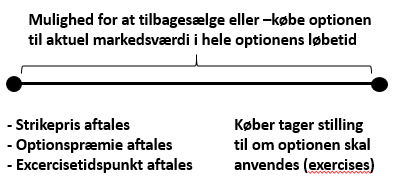 Mulighed for at tilbagesælge eller –købe optionen
til aktuel markedsværdi i hele optionens løbetid
- Strikepris aftales
- Optionspræmie aftales
- Excercisetidspunkt aftales
Køber tager stilling
til om optionen skal
anvendes (exercises)